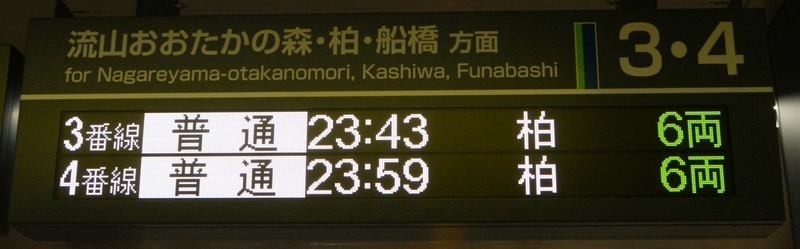 流山おおたかの森・柏・船橋 方面
for Nagareyama-otakanomori, Kashiwa, Funabashi
3・4
3番線 普通 23:43 柏 6両
4番線 普通 23:59 柏 6両